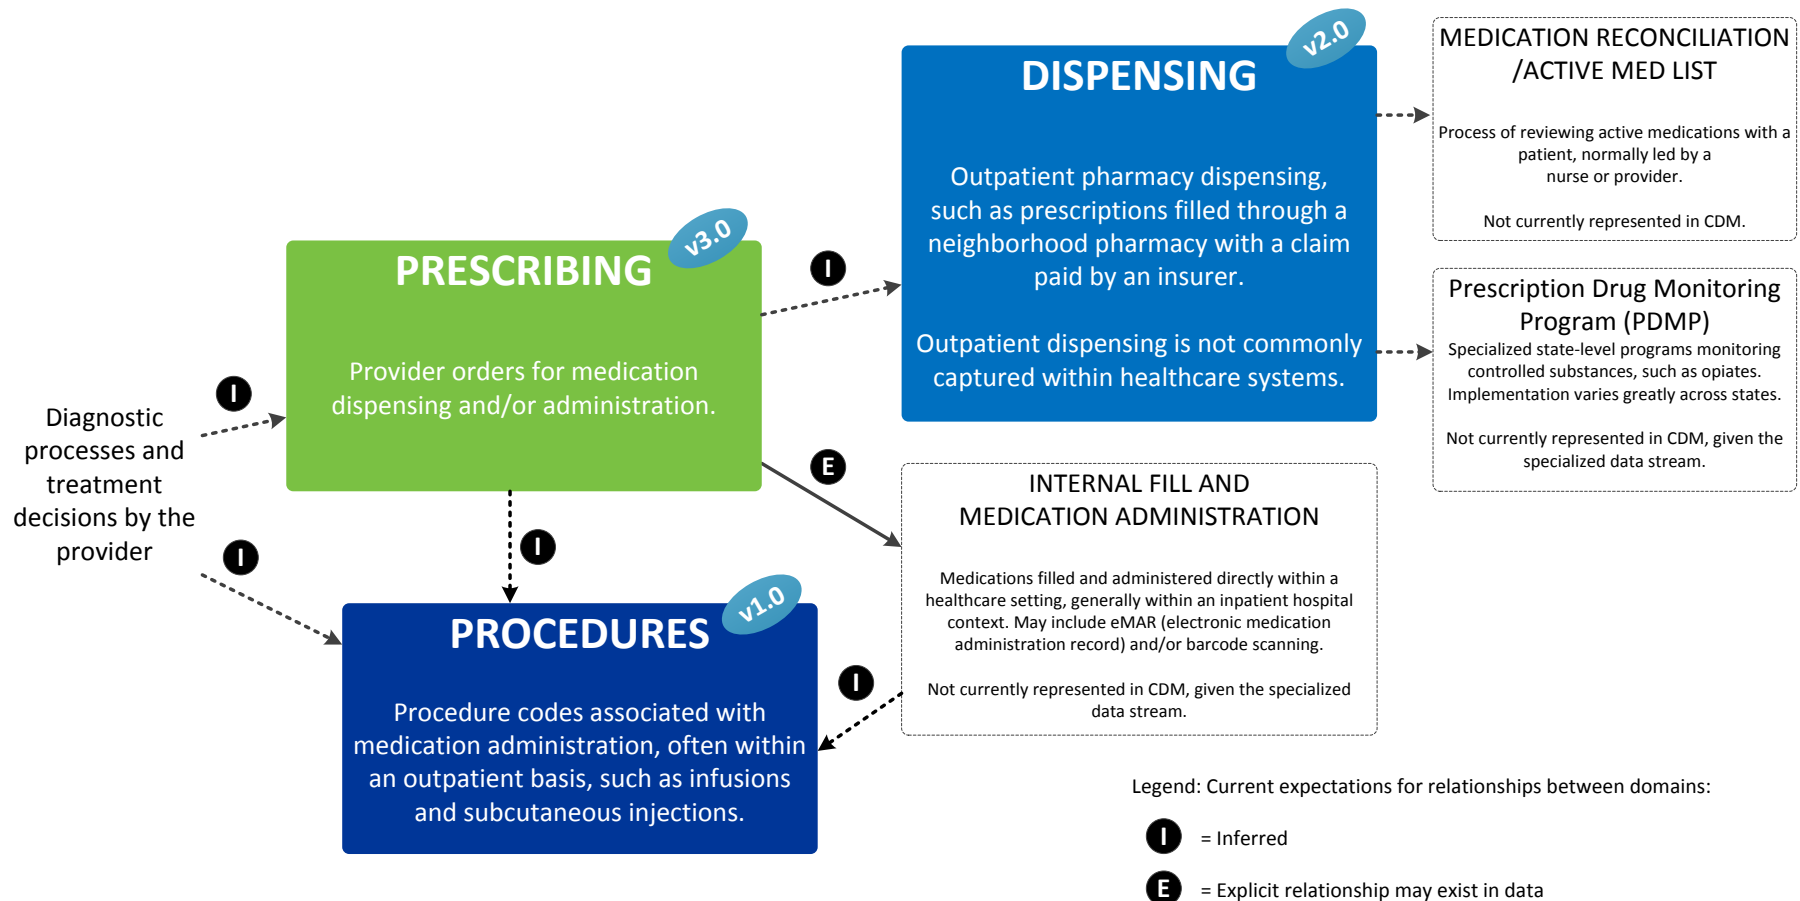 Diagnostic
processes and
treatment
decisions by the
provider
I
I
PRESCRIBING
v3.0
Provider orders for medication
dispensing and/or administration.
I
E
I
PROCEDURES
v1.0
Procedure codes associated with
medication administration, often within
an outpatient basis, such as infusions
and subcutaneous injections.
DISPENSING
v2.0
Outpatient pharmacy dispensing,
such as prescriptions filled through a
neighborhood pharmacy with a claim
paid by an insurer.
Outpatient dispensing is not commonly
captured within healthcare systems.
INTERNAL FILL AND
MEDICATION ADMINISTRATION
Medications filled and administered directly within a
healthcare setting, generally within an inpatient hospital
context. May include eMAR (electronic medication
administration record) and/or barcode scanning.
Not currently represented in CDM, given the specialized
data stream.
I
MEDICATION RECONCILIATION
/ACTIVE MED LIST
Process of reviewing active medications with a
patient, normally led by a
nurse or provider.
Not currently represented in CDM.
Prescription Drug Monitoring
Program (PDMP)
Specialized state-level programs monitoring
controlled substances, such as opiates.
Implementation varies greatly across states.
Not currently represented in CDM, given the
specialized data stream.
Legend: Current expectations for relationships between domains:
I = Inferred
E = Explicit relationship may exist in data